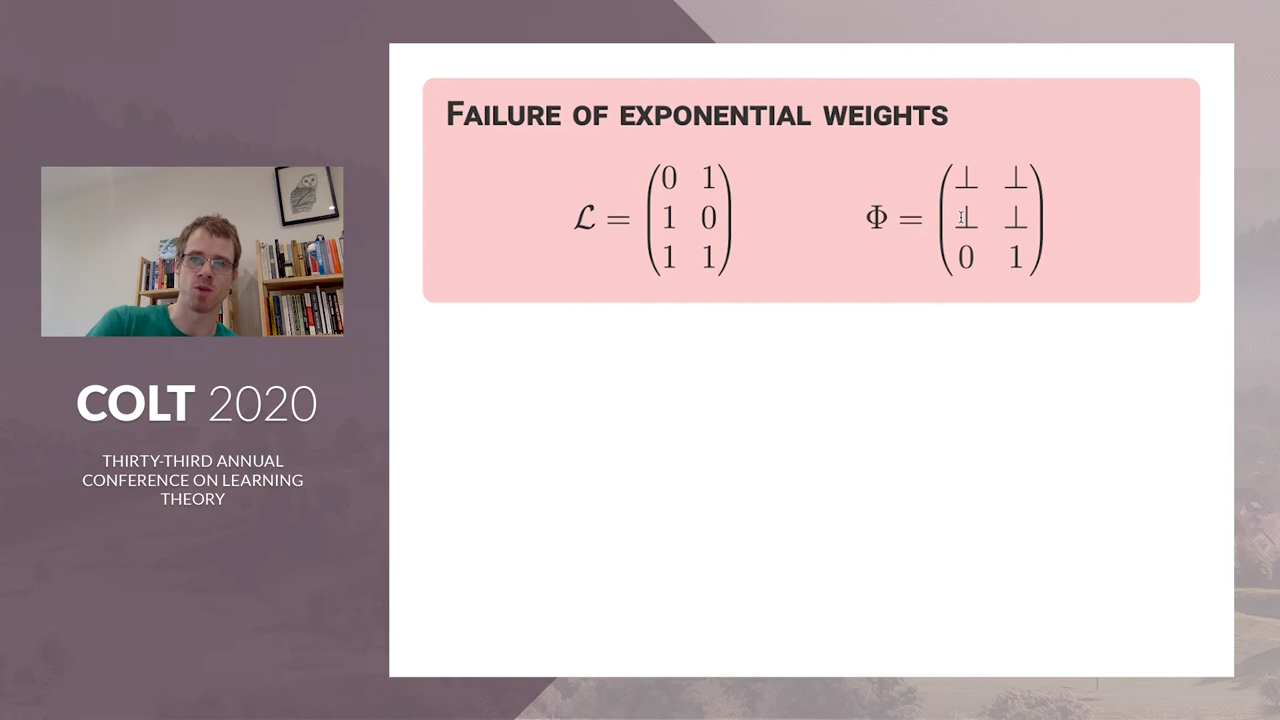 FAILURE OF EXPONENTIAL WEIGHTS
ℒ = (0 1
1 0
1 1)
Φ = (⊥ ⊥
⊥ ⊥
0 1)
COLT 2020
THIRTY-THIRD ANNUAL
CONFERENCE ON LEARNING
THEORY